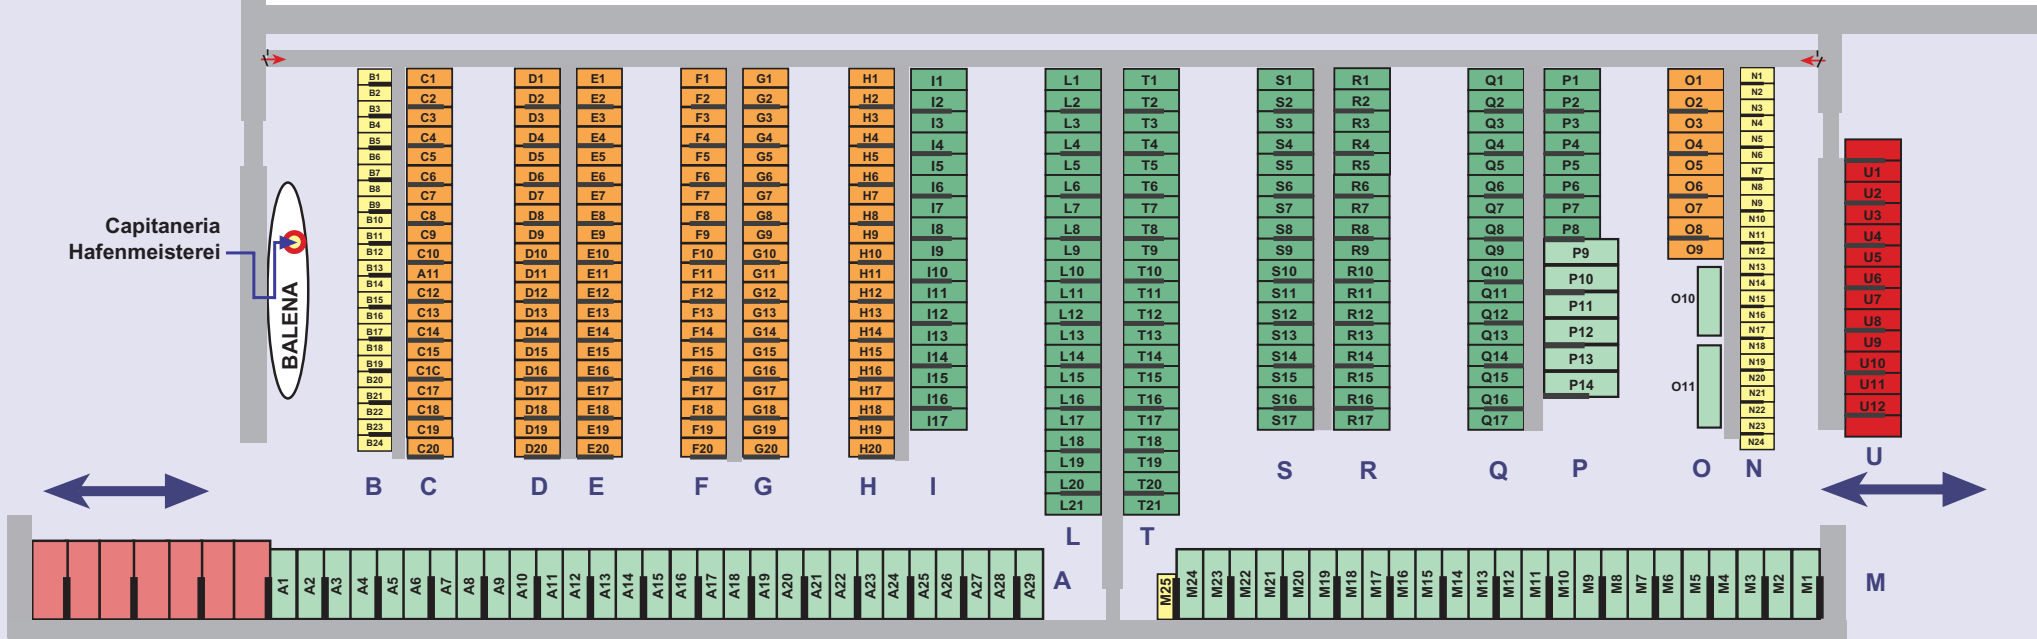 Capitaneria
Hafenmeisterei
BALENA
B1
B2
B3
B4
B5
B6
B7
B8
B9
B10
B11
B12
B13
B14
B15
B16
B17
B18
B19
B20
B21
B22
B23
B24
B
C1
C2
C3
C4
C5
C6
C7
C8
C9
C10
A11
C12
C13
C14
C15
C1C
C17
C18
C19
C20
C
D1
D2
D3
D4
D5
D6
D7
D8
D9
D10
D11
D12
D13
D14
D15
D16
D17
D18
D19
D20
D
E1
E2
E3
E4
E5
E6
E7
E8
E9
E10
E11
E12
E13
E14
E15
E16
E17
E18
E19
E20
E
F1
F2
F3
F4
F5
F6
F7
F8
F9
F10
F11
F12
F13
F14
F15
F16
F17
F18
F19
F20
F
G1
G2
G3
G4
G5
G6
G7
G8
G9
G10
G11
G12
G13
G14
G15
G16
G17
G18
G19
G20
G
H1
H2
H3
H4
H5
H6
H7
H8
H9
H10
H11
H12
H13
H14
H15
H16
H17
H18
H19
H20
H
I1
I2
I3
I4
I5
I6
I7
I8
I9
I10
I11
I12
I13
I14
I15
I16
I17
I
L1
L2
L3
L4
L5
L6
L7
L8
L9
L10
L11
L12
L13
L14
L15
L16
L17
L18
L19
L20
L21
L
T1
T2
T3
T4
T5
T6
T7
T8
T9
T10
T11
T12
T13
T14
T15
T16
T17
T18
T19
T20
T21
T
S1
S2
S3
S4
S5
S6
S7
S8
S9
S10
S11
S12
S13
S14
S15
S16
S17
S
R1
R2
R3
R4
R5
R6
R7
R8
R9
R10
R11
R12
R13
R14
R15
R16
R17
R
Q1
Q2
Q3
Q4
Q5
Q6
Q7
Q8
Q9
Q10
Q11
Q12
Q13
Q14
Q15
Q16
Q17
Q
P1
P2
P3
P4
P5
P6
P7
P8
P9
P10
P11
P12
P13
P14
P
O1
O2
O3
O4
O5
O6
O7
O8
O9
O10
O11
O
N1
N2
N3
N4
N5
N6
N7
N8
N9
N10
N11
N12
N13
N14
N15
N16
N17
N18
N19
N20
N21
N22
N23
N24
N
U1
U2
U3
U4
U5
U6
U7
U8
U9
U10
U11
U12
U
A1
A2
A3
A4
A5
A6
A7
A8
A9
A10
A11
A12
A13
A14
A15
A16
A17
A18
A19
A20
A21
A22
A23
A24
A25
A26
A27
A28
A29
A
M25
M24
M23
M22
M21
M20
M19
M18
M17
M16
M15
M14
M13
M12
M11
M10
M9
M8
M7
M6
M5
M4
M3
M2
M1
M